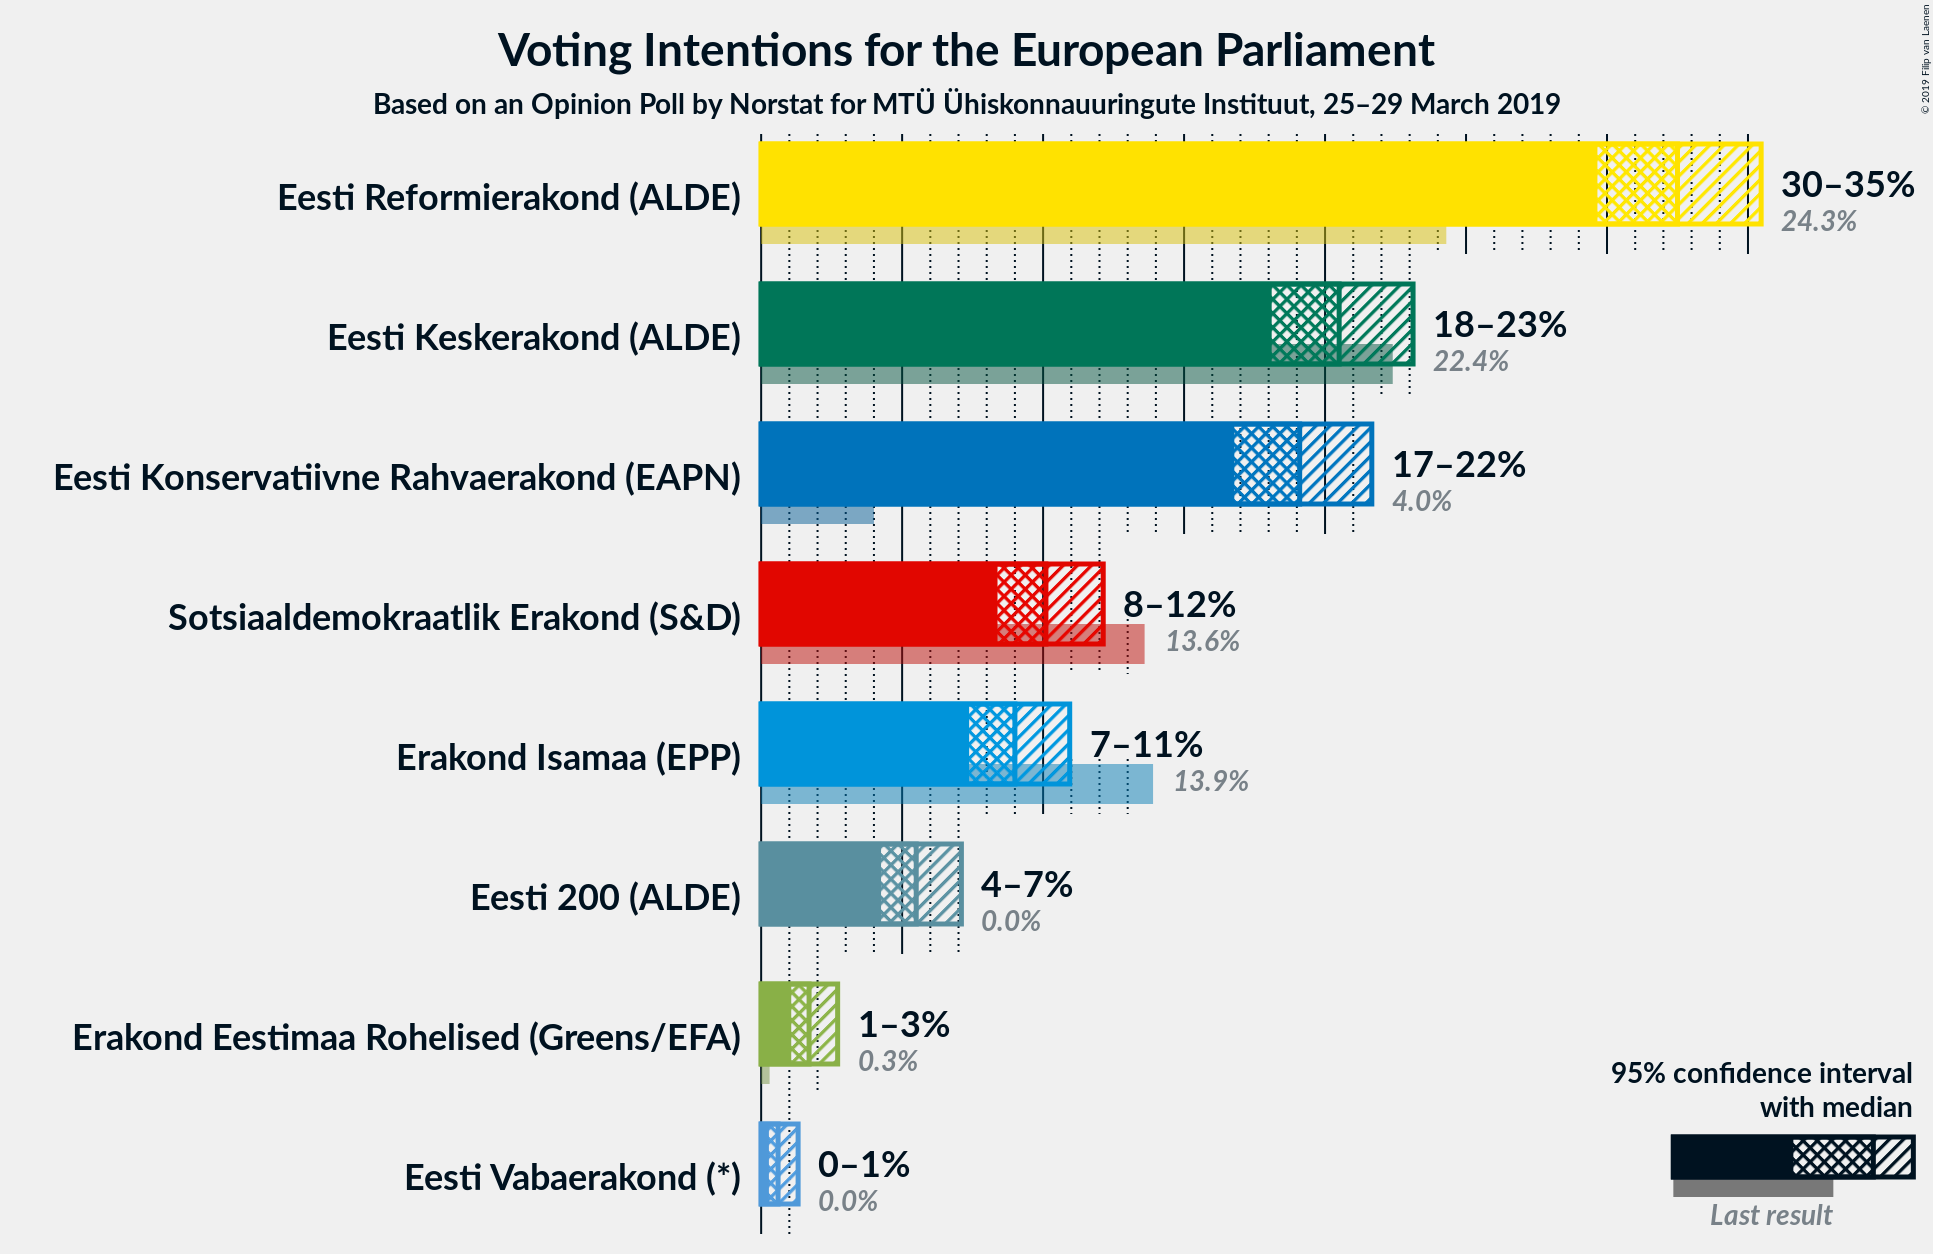 Voting Intentions for the European Parliament
Based on an Opinion Poll by Norstat for MTÜ Ühiskonnauuringute Instituut, 25–29 March 2019
© 2019 Filip van Laenen
Eesti Reformierakond (ALDE)
30–35%
24.3%
Eesti Keskerakond (ALDE)
18–23%
22.4%
Eesti Konservatiivne Rahvaerakond (EAPN)
17–22%
4.0%
Sotsiaaldemokraatlik Erakond (S&D)
8–12%
13.6%
Erakond Isamaa (EPP)
7–11%
13.9%
Eesti 200 (ALDE)
4–7%
0.0%
Erakond Eestimaa Rohelised (Greens/EFA)
1–3%
0.3%
Eesti Vabaerakond (*)
0–1%
0.0%
95% confidence interval
with median
Last result